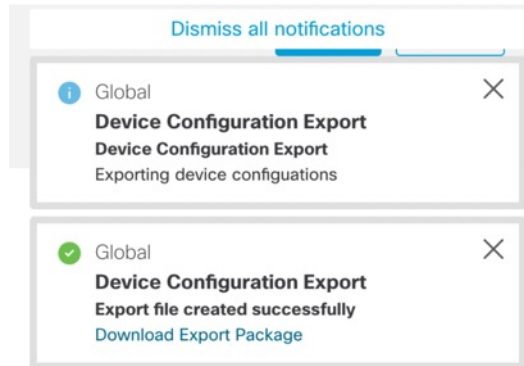 Dismiss all notifications
Global
Device Configuration Export
Device Configuration Export
Exporting device configuations
Global
Device Configuration Export
Export file created successfully
Download Export Package